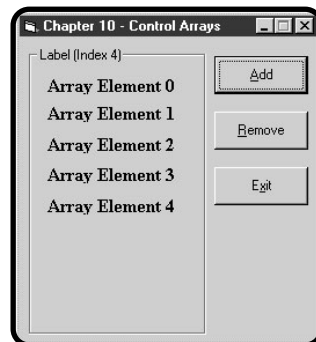 Chapter 10 - Control Arrays
Label (Index 4)
Array Element 0
Array Element 1
Array Element 2
Array Element 3
Array Element 4
Add
Remove
Exit